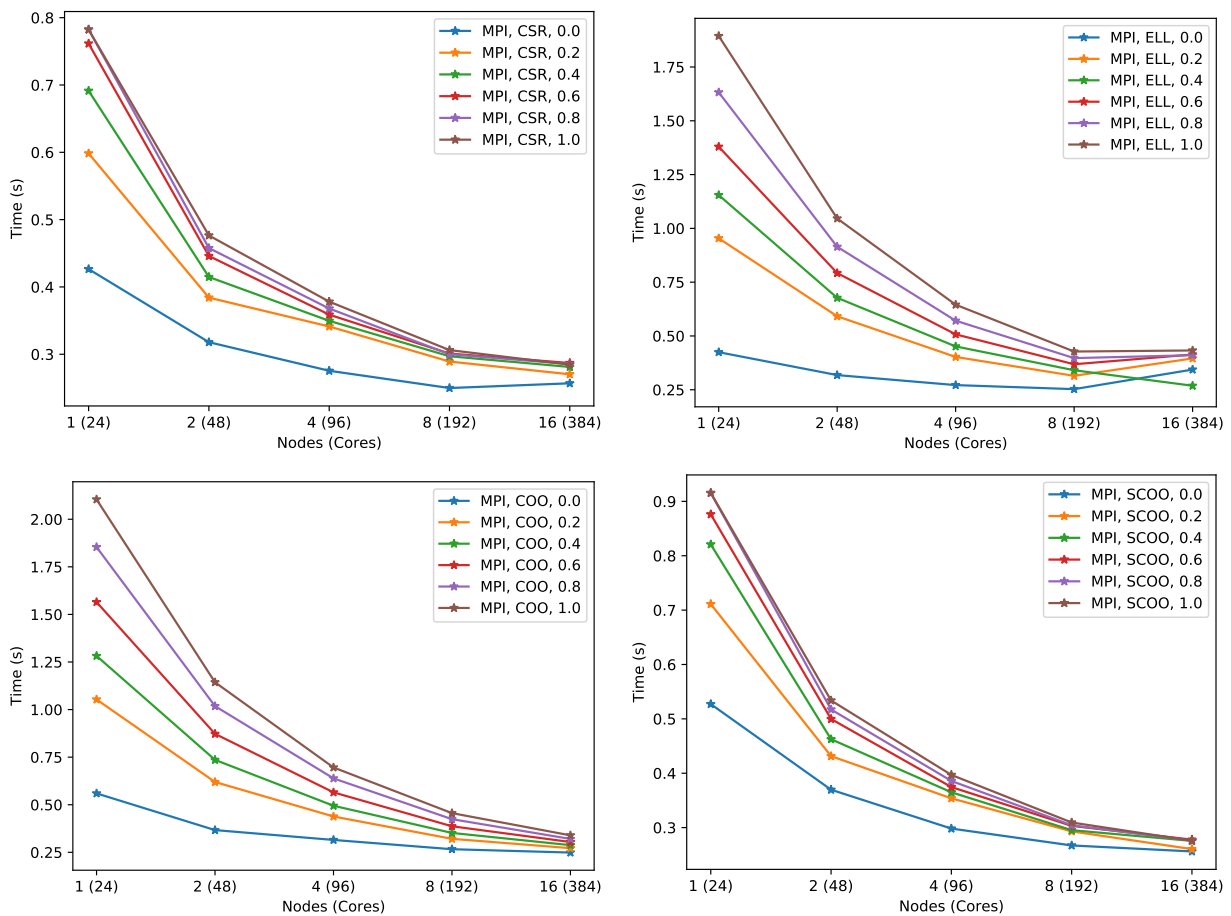 0.8
0.7
0.6
0.5
0.4
0.3
Time (s)
1 (24)
2 (48)
4 (96)
8 (192)
16 (384)
Nodes (Cores)
MPI, CSR, 0.0
MPI, CSR, 0.2
MPI, CSR, 0.4
MPI, CSR, 0.6
MPI, CSR, 0.8
MPI, CSR, 1.0
1.75
1.50
1.25
1.00
0.75
0.50
0.25
Time (s)
1 (24)
2 (48)
4 (96)
8 (192)
16 (384)
Nodes (Cores)
MPI, ELL, 0.0
MPI, ELL, 0.2
MPI, ELL, 0.4
MPI, ELL, 0.6
MPI, ELL, 0.8
MPI, ELL, 1.0
2.00
1.75
1.50
1.25
1.00
0.75
0.50
0.25
Time (s)
1 (24)
2 (48)
4 (96)
8 (192)
16 (384)
Nodes (Cores)
MPI, COO, 0.0
MPI, COO, 0.2
MPI, COO, 0.4
MPI, COO, 0.6
MPI, COO, 0.8
MPI, COO, 1.0
0.9
0.8
0.7
0.6
0.5
0.4
0.3
Time (s)
1 (24)
2 (48)
4 (96)
8 (192)
16 (384)
Nodes (Cores)
MPI, SCOO, 0.0
MPI, SCOO, 0.2
MPI, SCOO, 0.4
MPI, SCOO, 0.6
MPI, SCOO, 0.8
MPI, SCOO, 1.0